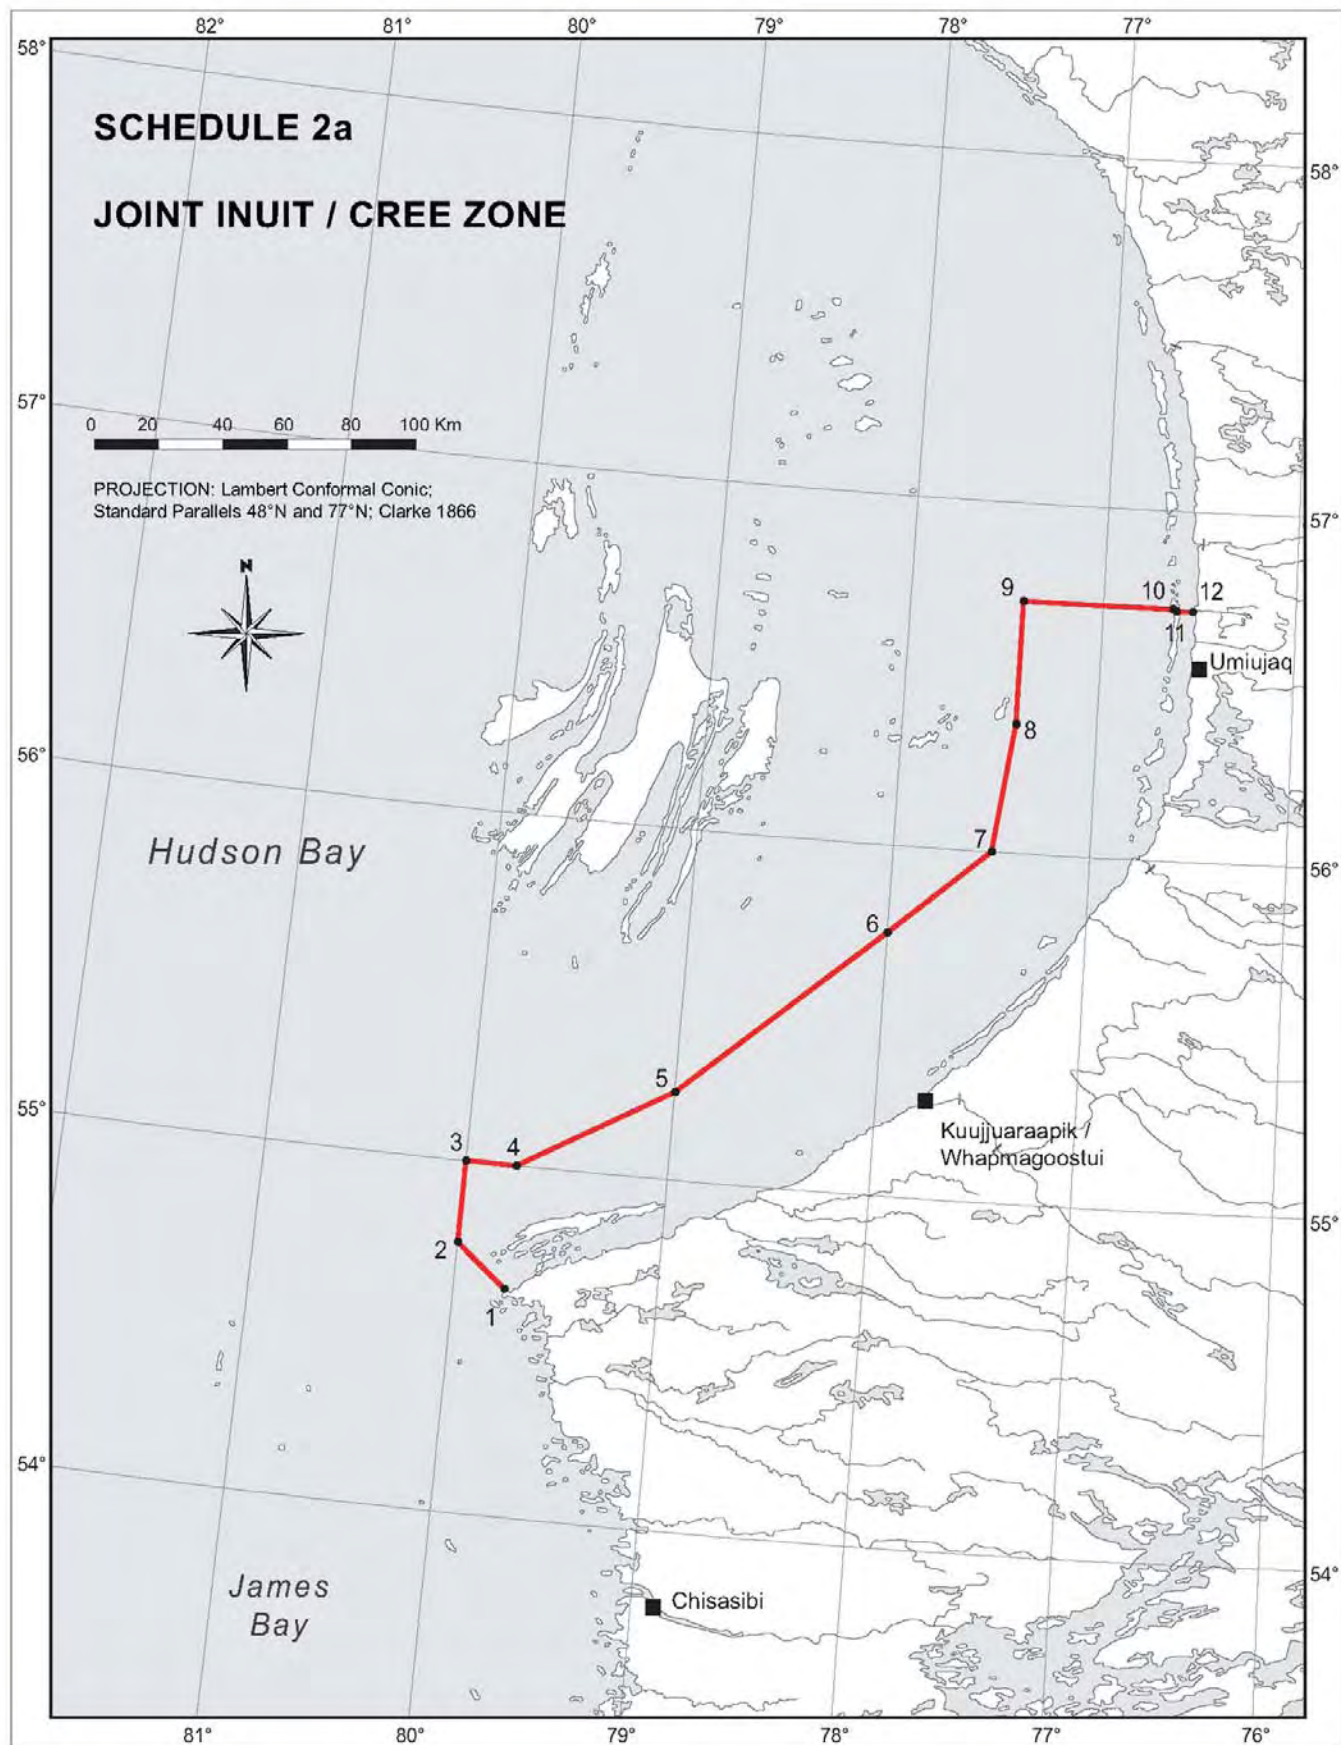 82° 81° 80° 79° 78° 77°
58°
SCHEDULE 2a
58°
JOINT INUIT / CREE ZONE
57°
0 20 40 60 80 100 Km
PROJECTION: Lambert Conformal Conic;
Standard Parallels 48°N and 77°N; Clarke 1866
57°
N
9 10 12
11
Umiujaq
8
56°
7
Hudson Bay
56°
6
5
55°
3 4
Kuujjuaraapik /
Whapmagoostui
55°
2
1
54°
54°
James
Bay
Chisasibi
81° 80° 79° 78° 77° 76°